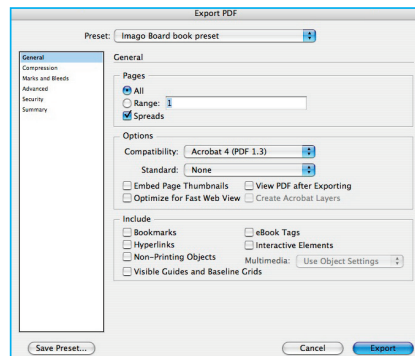 Export PDF
Preset: Imago Board book preset
General
Compression
Marks and Bleeds
Advanced
Security
Summary
General
Pages
All
Range: 1
Spreads
Options
Compatibility: Acrobat 4 (PDF 1.3)
Standard: None
Embed Page Thumbnails View PDF after Exporting
Optimize for Fast Web View Create Acrobat Layers
Include
Bookmarks eBook Tags
Hyperlinks Interactive Elements
Non-Printing Objects Multimedia: Use Object Settings
Visible Guides and Baseline Grids
Save Preset... Cancel Export